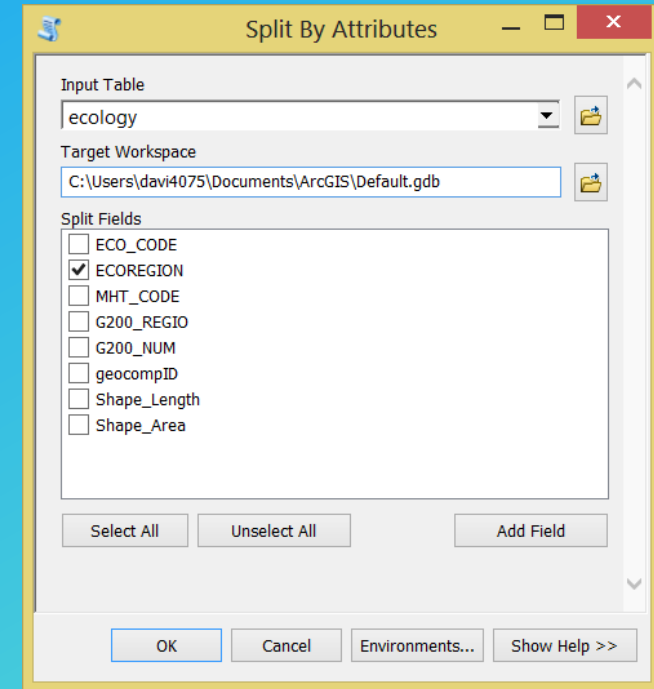 Split By Attributes
Input Table
ecology
Target Workspace
C:\Users\davi4075\Documents\ArcGIS\Default.gdb
Split Fields
ECO_CODE
ECOREGION
MHT_CODE
G200_REGIO
G200_NUM
geocompID
Shape_Length
Shape_Area
Select All Unselect All Add Field
OK Cancel Environments... Show Help >>